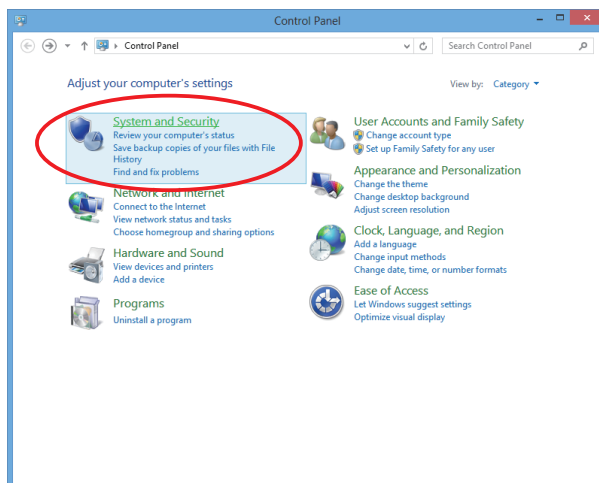 Control Panel
Control Panel
Search Control Panel
Adjust your computer's settings
View by: Category
System and Security
Review your computer's status
Save backup copies of your files with File
History
Find and fix problems
Network and Internet
Connect to the Internet
View network status and tasks
Choose homegroup and sharing options
Hardware and Sound
View devices and printers
Add a device
Programs
Uninstall a program
User Accounts and Family Safety
Change account type
Set up Family Safety for any user
Appearance and Personalization
Change the theme
Change desktop background
Adjust screen resolution
Clock, Language, and Region
Add a language
Change input methods
Change date, time, or number formats
Ease of Access
Let Windows suggest settings
Optimize visual display